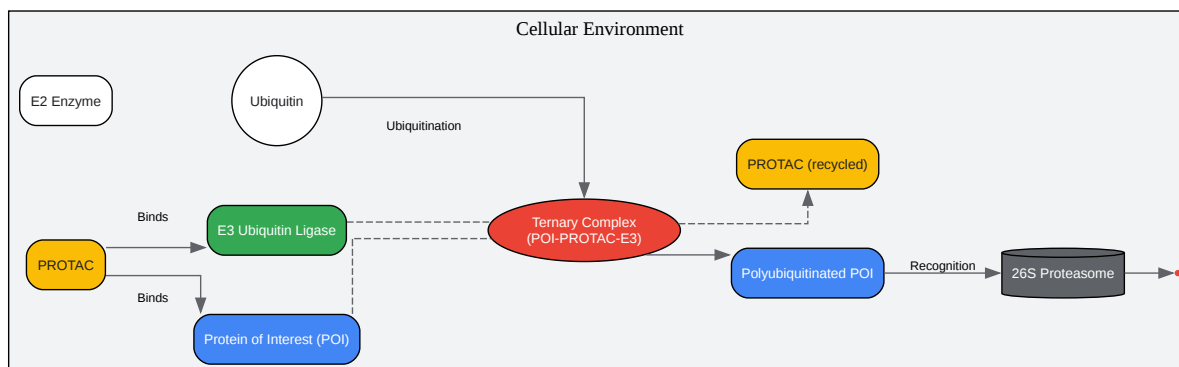 Cellular Environment
E2 Enzyme
Ubiquitin
Ubiquitination
PROTAC (recycled)
Binds
E3 Ubiquitin Ligase
Ternary Complex
(POI-PROTAC-E3)
PROTAC
Polyubiquitinated POI
Recognition
26S Proteasome
Binds
Protein of Interest (POI)